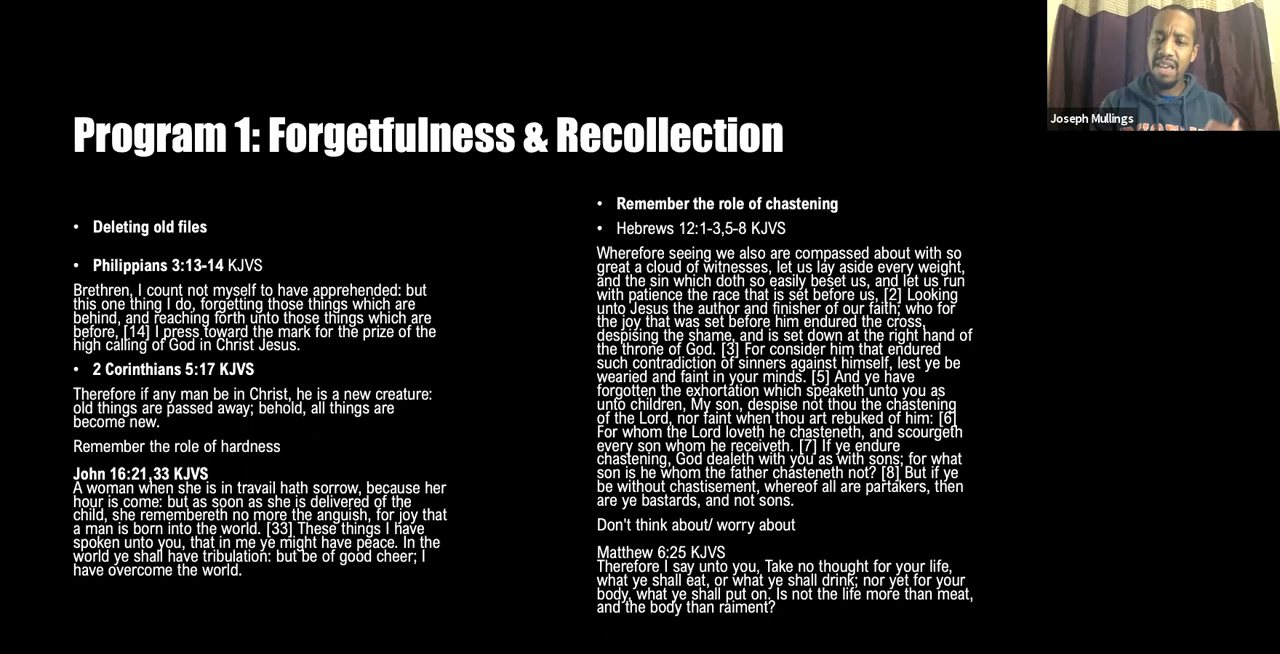 Program 1: Forgetfulness & Recollection
• Deleting old files
• Philippians 3:13-14 KJVS
Brethren, I count not myself to have apprehended: but
this one thing I do, forgetting those things which are
behind, and reaching forth unto those things which are
before, [14] I press toward the mark for the prize of the
high calling of God in Christ Jesus.
• 2 Corinthians 5:17 KJVS
Therefore if any man be in Christ, he is a new creature:
old things are passed away; behold, all things are
become new.
Remember the role of hardness
John 16:21,33 KJVS
A woman when she is in travail hath sorrow, because her
hour is come: but as soon as she is delivered of the
child, she remembereth no more the anguish, for joy that
a man is born into the world. [33] These things I have
spoken unto you, that in me ye might have peace. In the
world ye shall have tribulation: but be of good cheer; I
have overcome the world.
• Remember the role of chastening
• Hebrews 12:1-3,5-8 KJVS
Wherefore seeing we also are compassed about with so
great a cloud of witnesses, let us lay aside every weight,
and the sin which doth so easily beset us, and let us run
with patience the race that is set before us, [2] Looking
unto Jesus the author and finisher of our faith; who for
the joy that was set before him endured the cross,
despising the shame, and is set down at the right hand of
the throne of God. [3] For consider him that endured
such contradiction of sinners against himself, lest ye be
wearied and faint in your minds. [5] And ye have
forgotten the exhortation which speaketh unto you as
unto children, My son, despise not thou the chastening
of the Lord, nor faint when thou art rebuked of him: [6]
For whom the Lord loveth he chasteneth, and scourgeth
every son whom he receiveth. [7] If ye endure
chastening, God dealeth with you as with sons; for what
son is he whom the father chasteneth not? [8] But if ye
be without chastisement, whereof all are partakers, then
are ye bastards, and not sons.
Don't think about/ worry about
Matthew 6:25 KJVS
Therefore I say unto you, Take no thought for your life,
what ye shall eat, or what ye shall drink; nor yet for your
body, what ye shall put on. Is not the life more than meat,
and the body than raiment?
Joseph Mullings